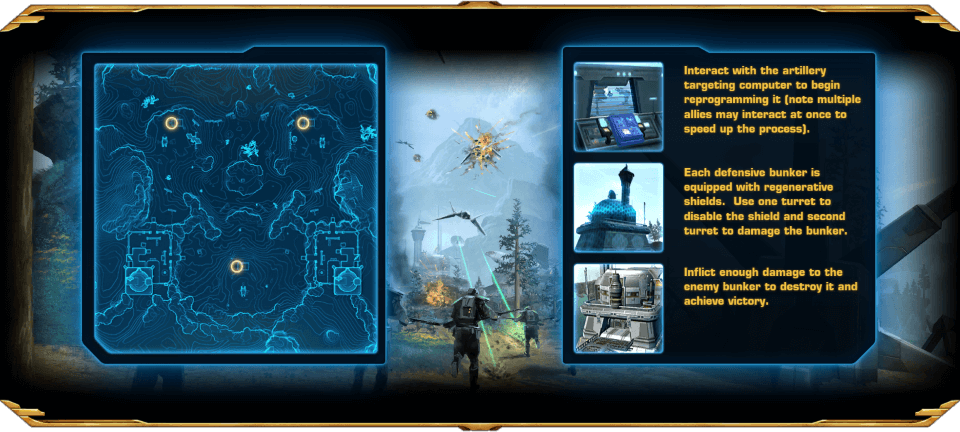 Interact with the artillery
targeting computer to begin
reprogramming it (note multiple
allies may interact at once to
speed up the process).
Each defensive bunker is
equipped with regenerative
shields. Use one turret to
disable the shield and second
turret to damage the bunker.
Inflict enough damage to the
enemy bunker to destroy it and
achieve victory.